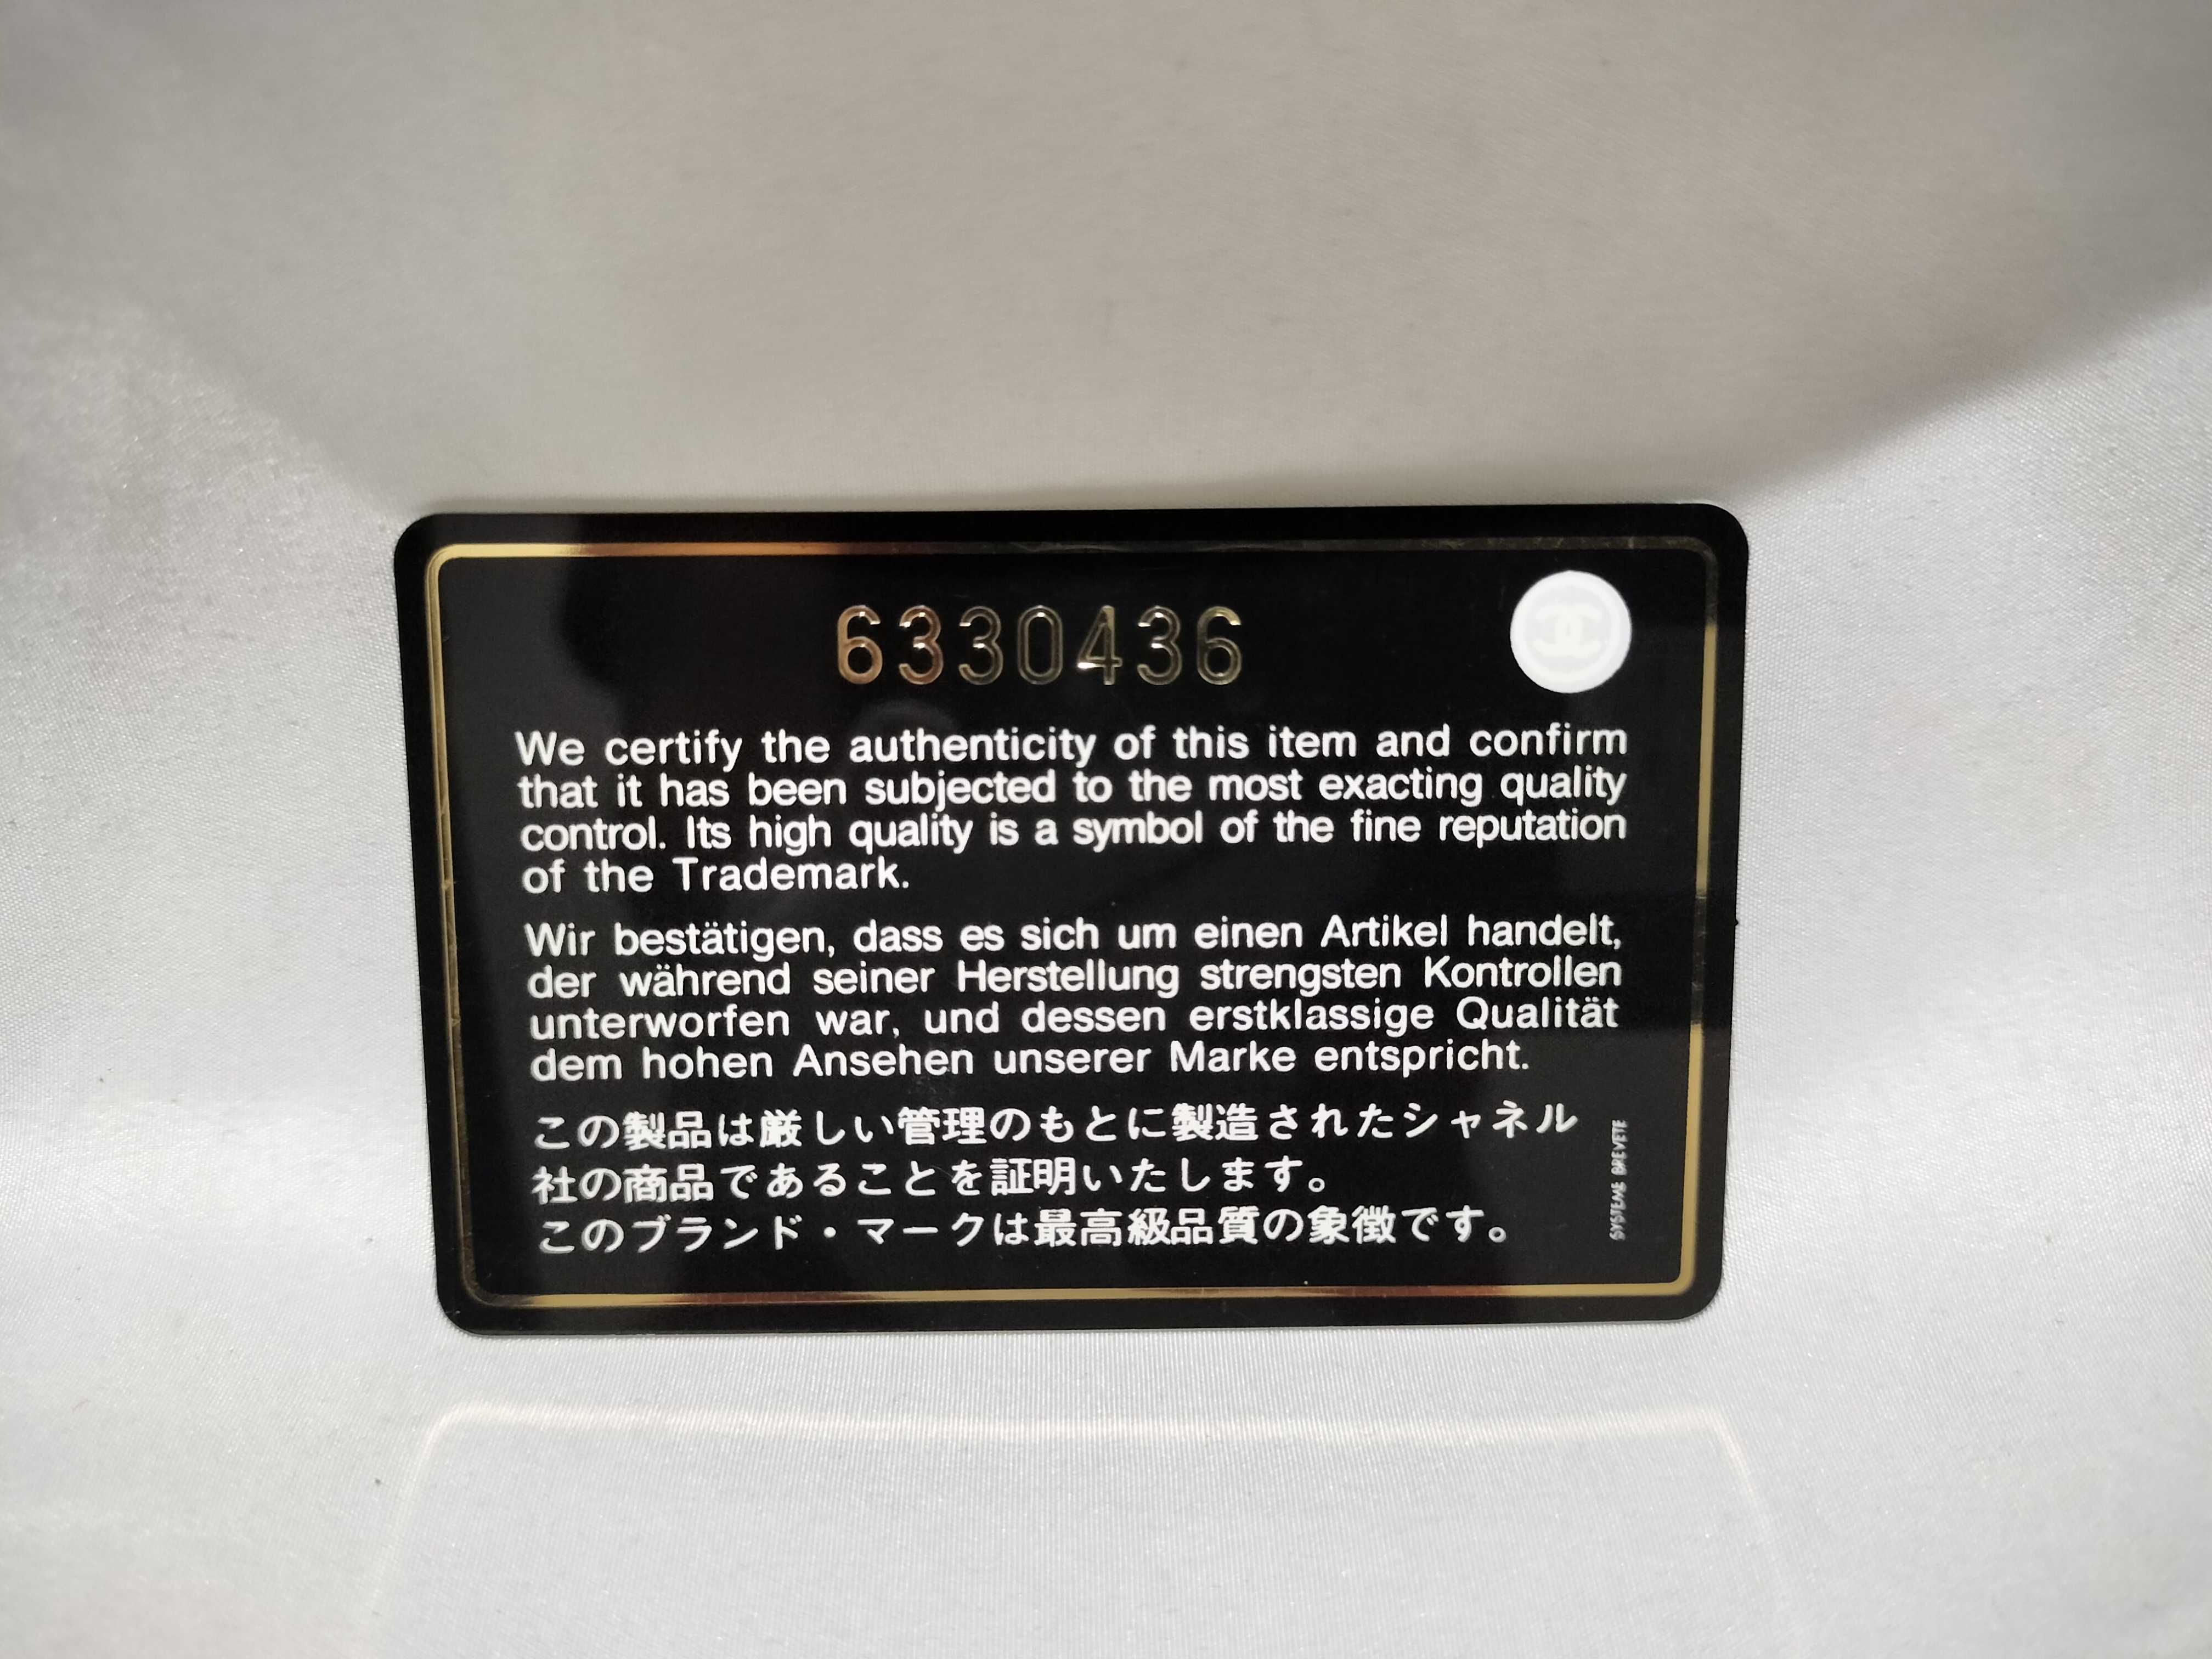 6330436
We certify the authenticity of this item and confirm
that it has been subjected to the most exacting quality
control. Its high quality is a symbol of the fine reputation
of the Trademark.
Wir bestätigen, dass es sich um einen Artikel handelt,
der während seiner Herstellung strengsten Kontrollen
unterworfen war, und dessen erstklassige Qualität
dem hohen Ansehen unserer Marke entspricht.
この製品は厳しい管理のもとに製造されたシャネル
社の商品であることを証明いたします。
このブランド・マークは最高級品質の象徴です。
SYSTEME BREVETE